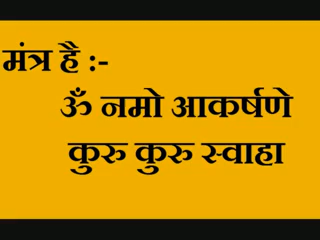 मंत्र है :-
ॐ नमो आकर्षणे
कुरु कुरु स्वाहा